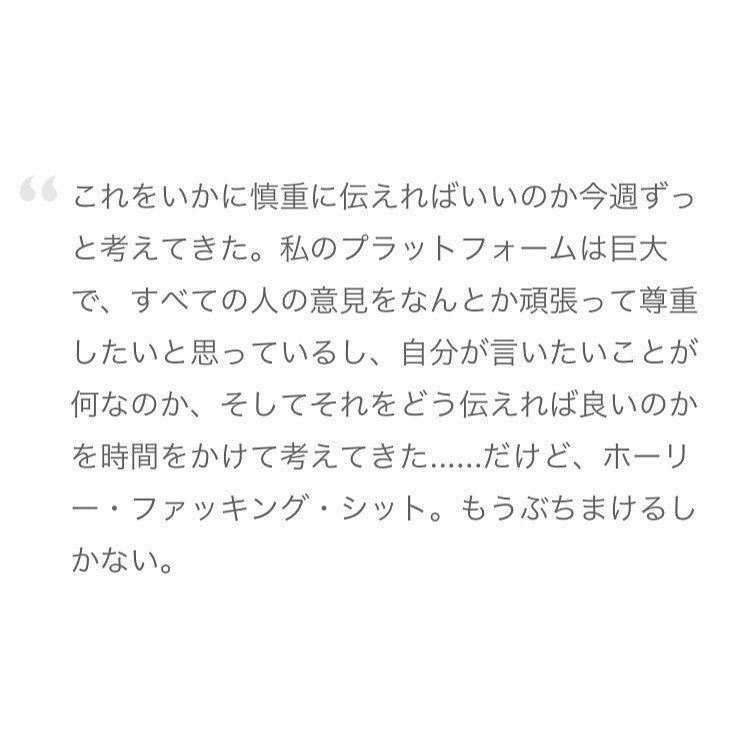 “
これをいかに慎重に伝えればいいのか今週ずっ
と考えてきた。私のプラットフォームは巨大
で、すべての人の意見をなんとか頑張って尊重
したいと思っているし、自分が言いたいことが
何なのか、そしてそれをどう伝えれば良いのか
を時間をかけて考えてきた......だけど、ホーリ
ー・ファッキング・シット。もうぶちまけるし
かない。